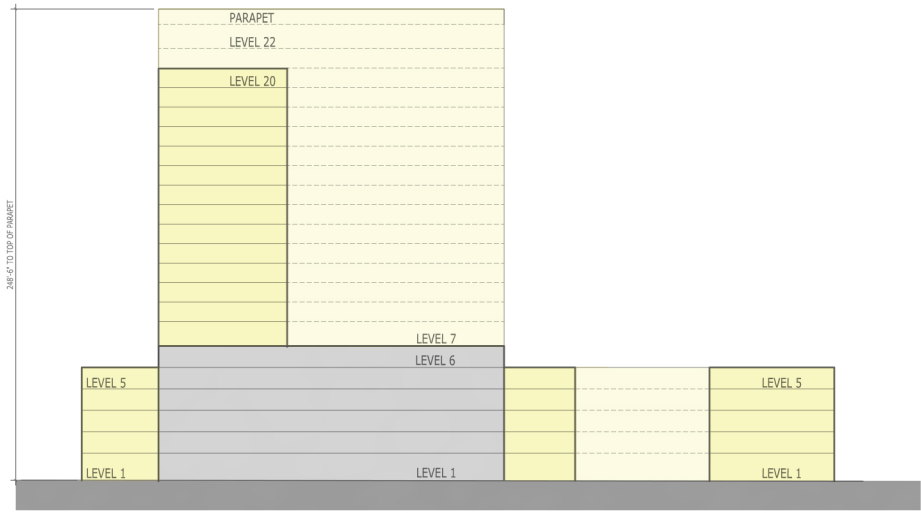 PARAPET
LEVEL 22
LEVEL 20
248'-6" TO TOP OF PARAPET
LEVEL 7
LEVEL 6
LEVEL 5
LEVEL 5
LEVEL 1
LEVEL 1
LEVEL 1